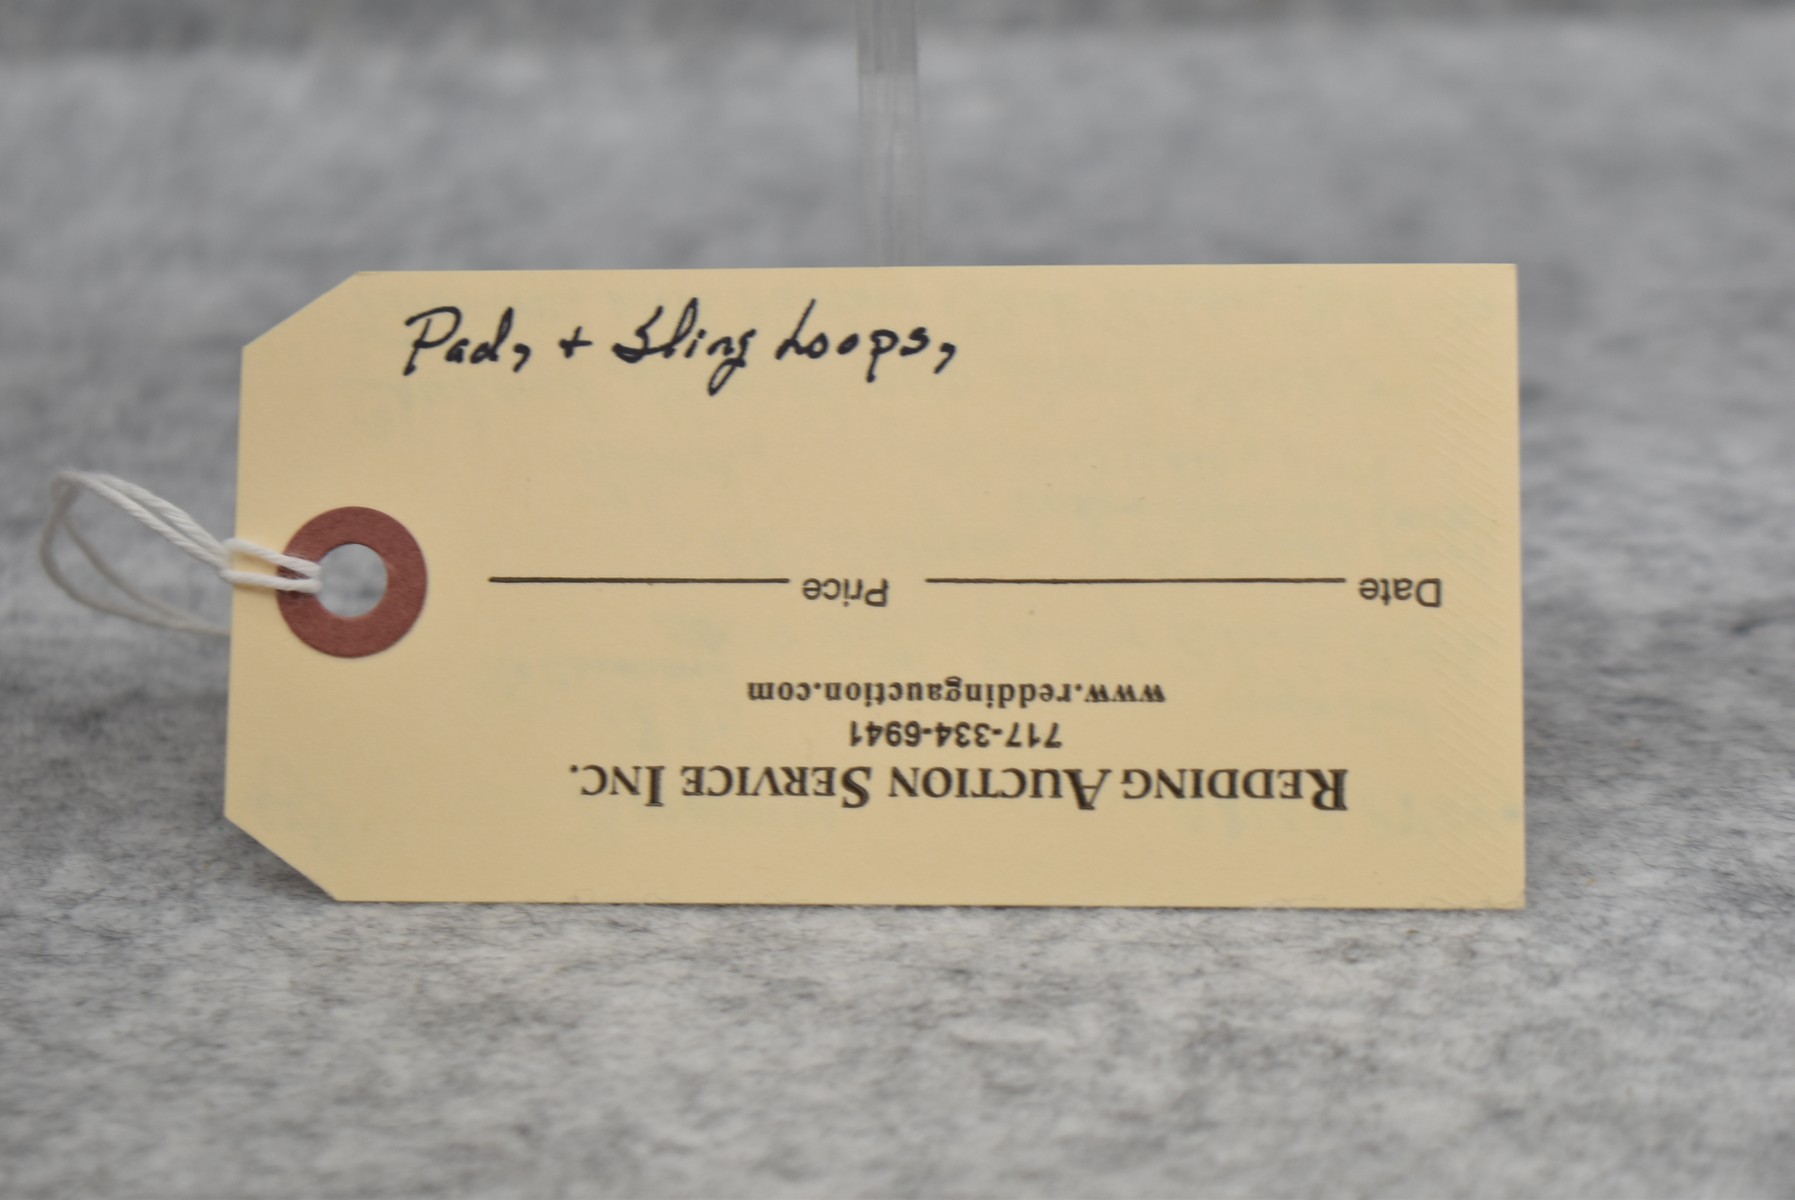 Pad, + Sling Loops,
REDDING AUCTION SERVICE INC.
717-334-6941
www.reddingauction.com
Date Price